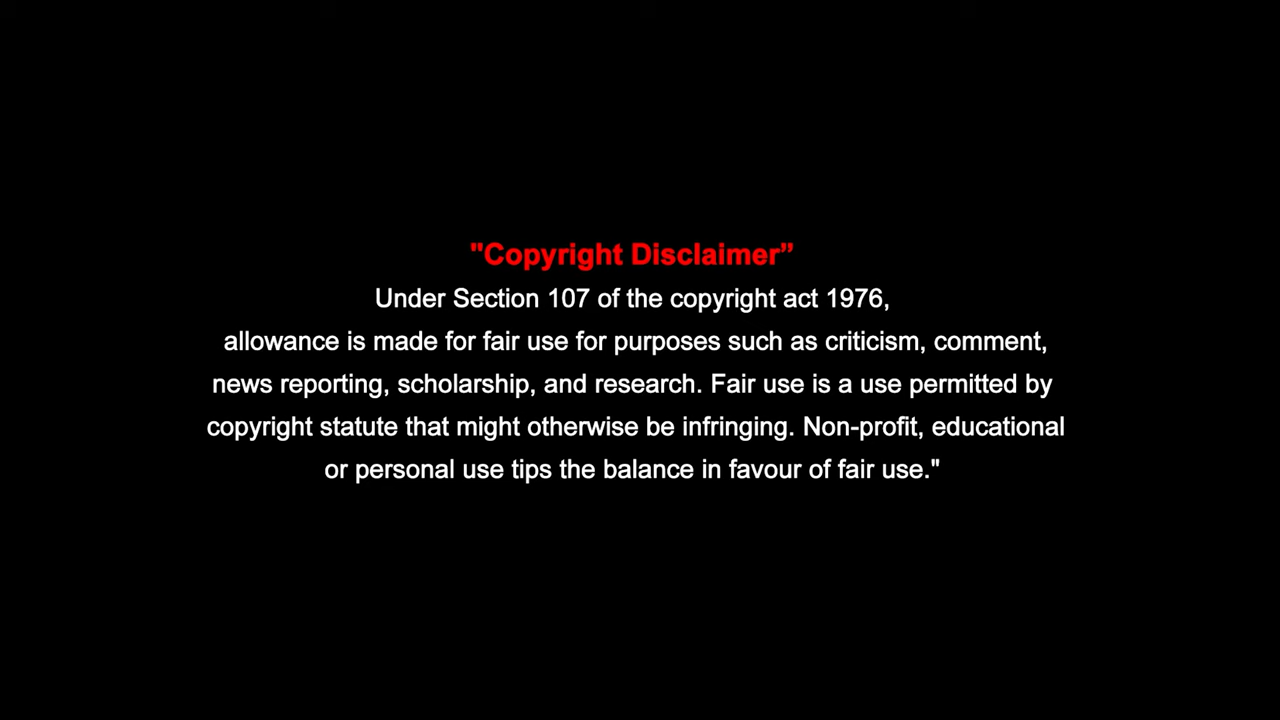 "Copyright Disclaimer”
Under Section 107 of the copyright act 1976,
allowance is made for fair use for purposes such as criticism, comment,
news reporting, scholarship, and research. Fair use is a use permitted by
copyright statute that might otherwise be infringing. Non-profit, educational
or personal use tips the balance in favour of fair use."